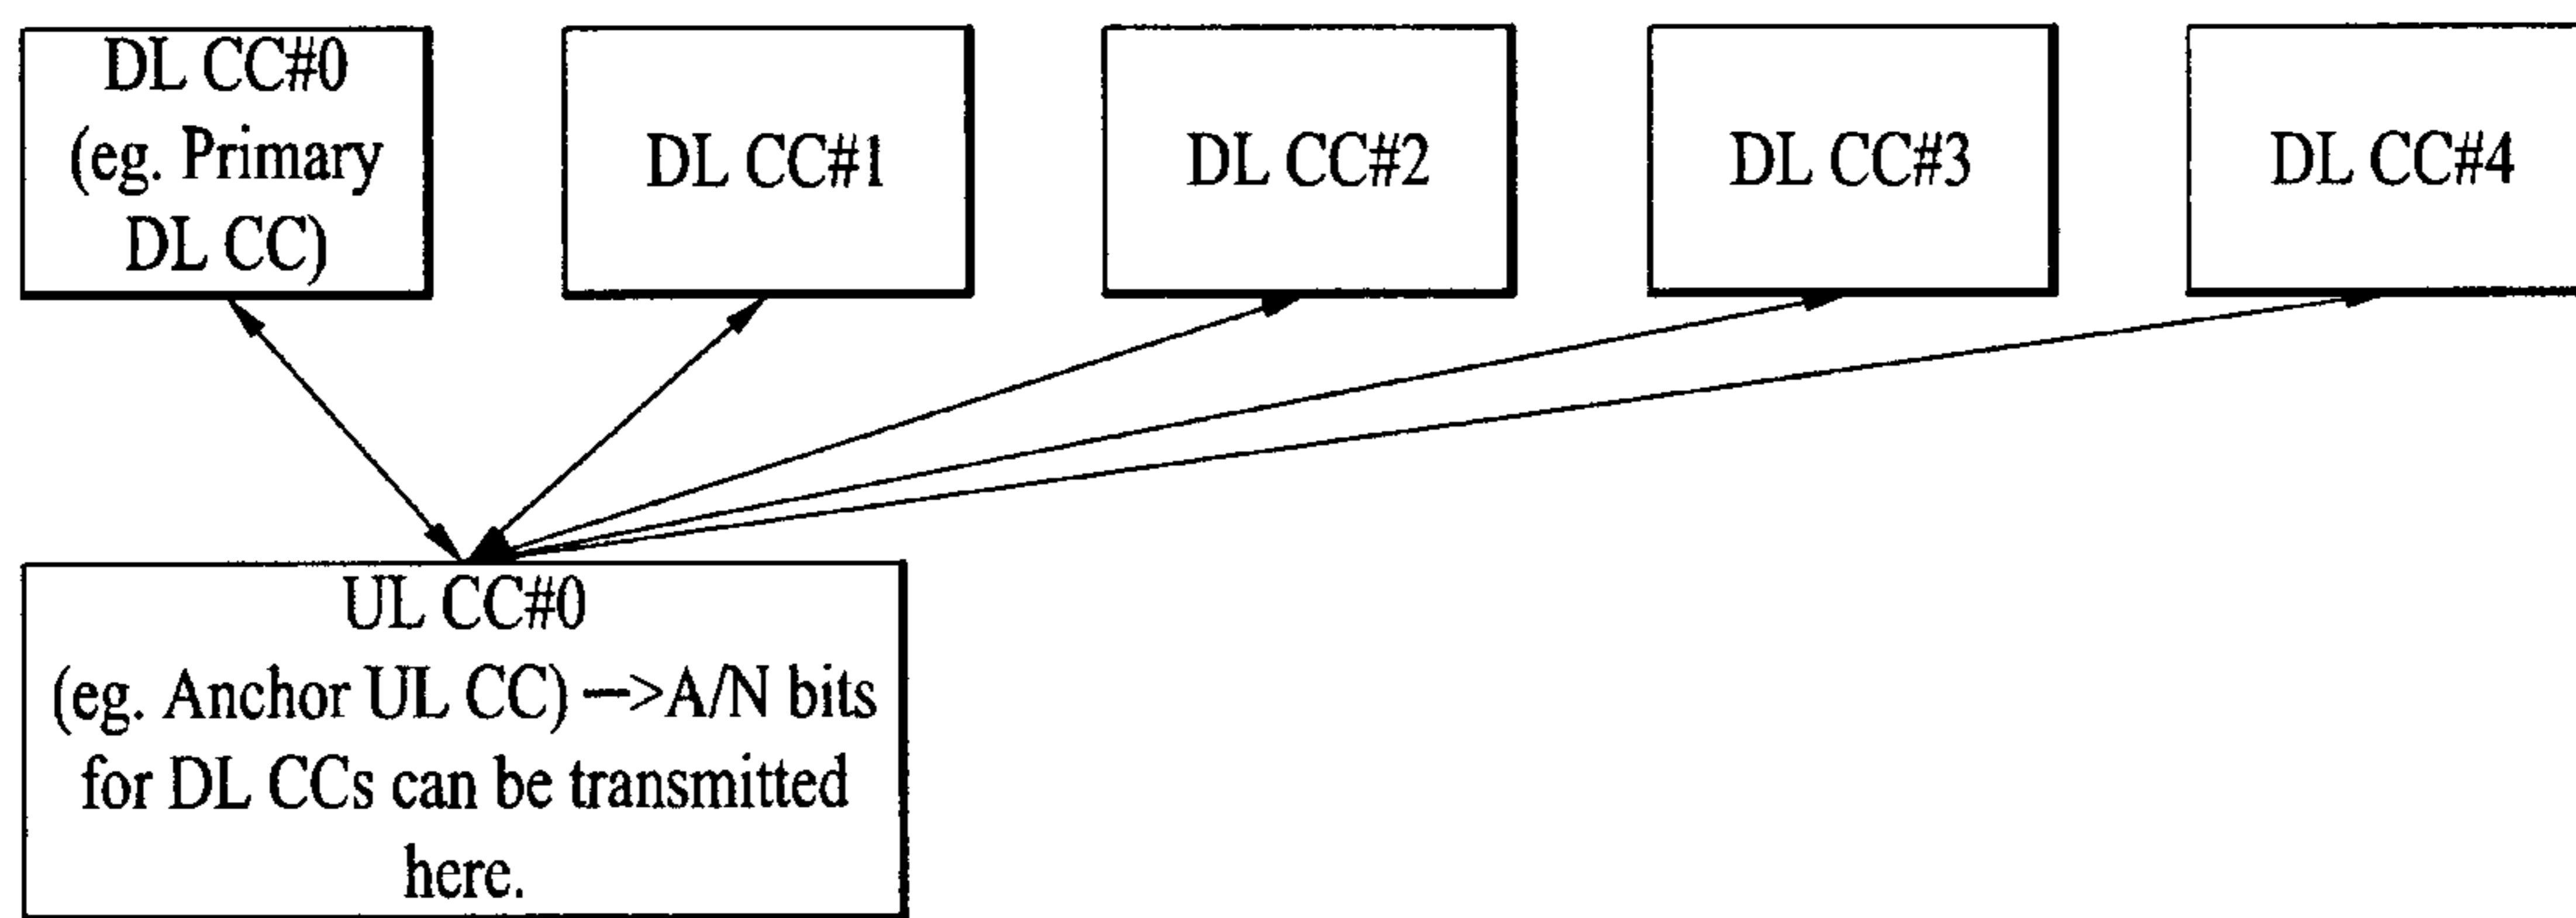 DL CC#0
(eg. Primary
DL CC)
DL CC#1
DL CC#2
DL CC#3
DL CC#4
UL CC#0
(eg. Anchor UL CC) —>A/N bits
for DL CCs can be transmitted
here.